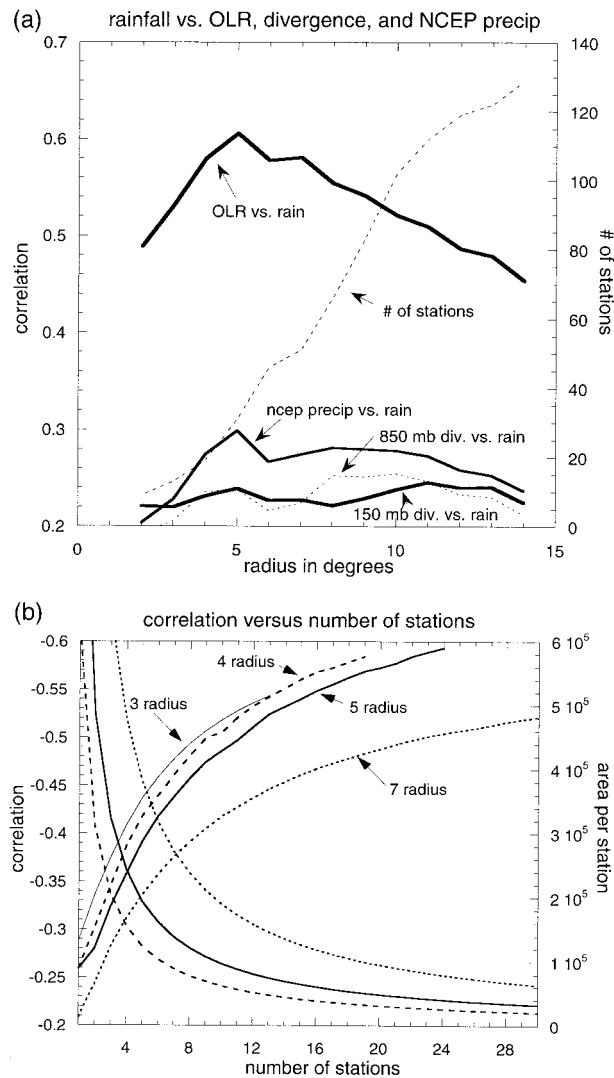 (a) rainfall vs. OLR, divergence, and NCEP precip
0.7
0.6
0.5
0.4
0.3
0.2
correlation
140
120
100
80
60
40
20
0
# of stations
OLR vs. rain
# of stations
ncep precip vs. rain
850 mb div. vs rain
150 mb div. vs rain
0
5
10
15
radius in degrees
(b) correlation versus number of stations
-0.6
-0.55
-0.5
-0.45
-0.4
-0.35
-0.3
-0.25
-0.2
correlation
6 10^5
5 10^5
4 10^5
3 10^5
2 10^5
1 10^5
0
area per station
4 radius
3 radius
5 radius
7 radius
4
8
12
16
20
24
28
number of stations